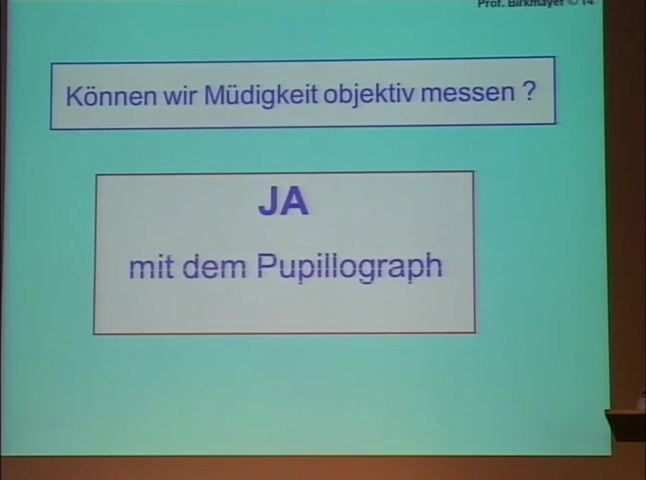 Prof. Birkmayer © 14
Können wir Müdigkeit objektiv messen ?
JA
mit dem Pupillograph